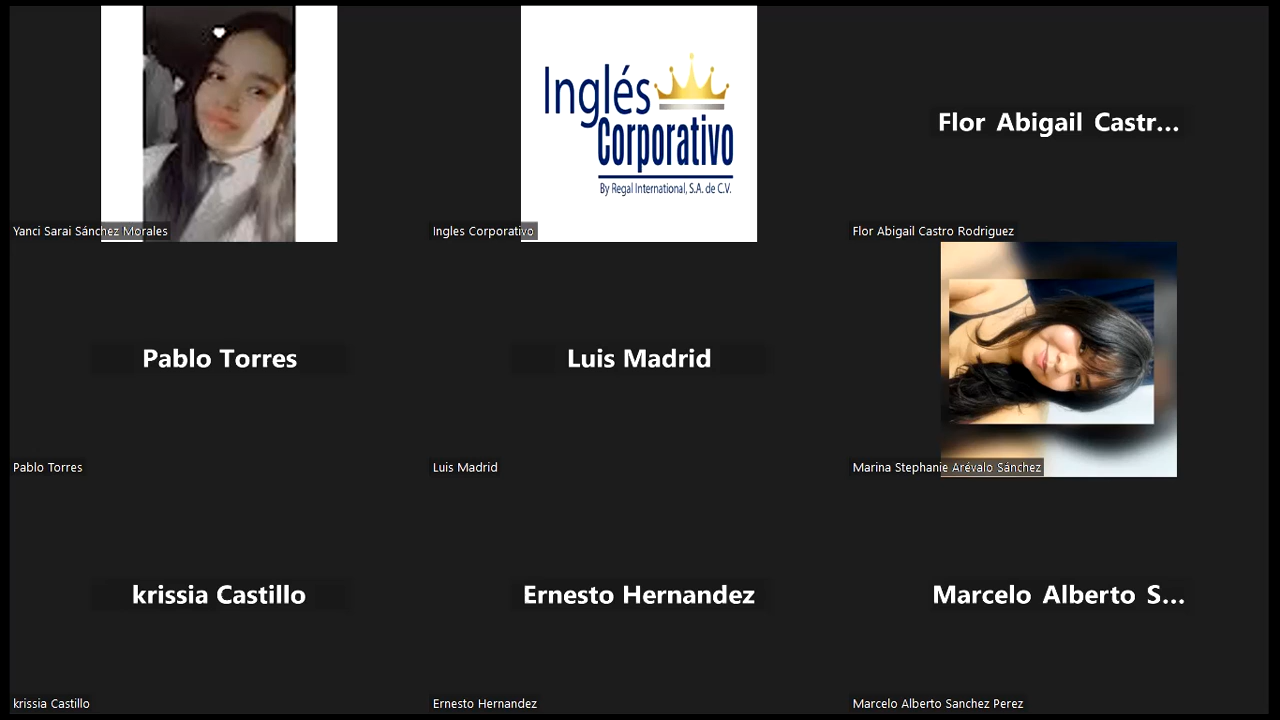 Inglés
Corporativo
By Regal International, S.A. de C.V.
Flor Abigail Castr...
Yanci Sarai Sánchez Morales
Ingles Corporativo
Flor Abigail Castro Rodriguez
Pablo Torres
Luis Madrid
Pablo Torres
Luis Madrid
Marina Stephanie Arévalo Sánchez
krissia Castillo
Ernesto Hernandez
Marcelo Alberto S...
krissia Castillo
Ernesto Hernandez
Marcelo Alberto Sanchez Perez